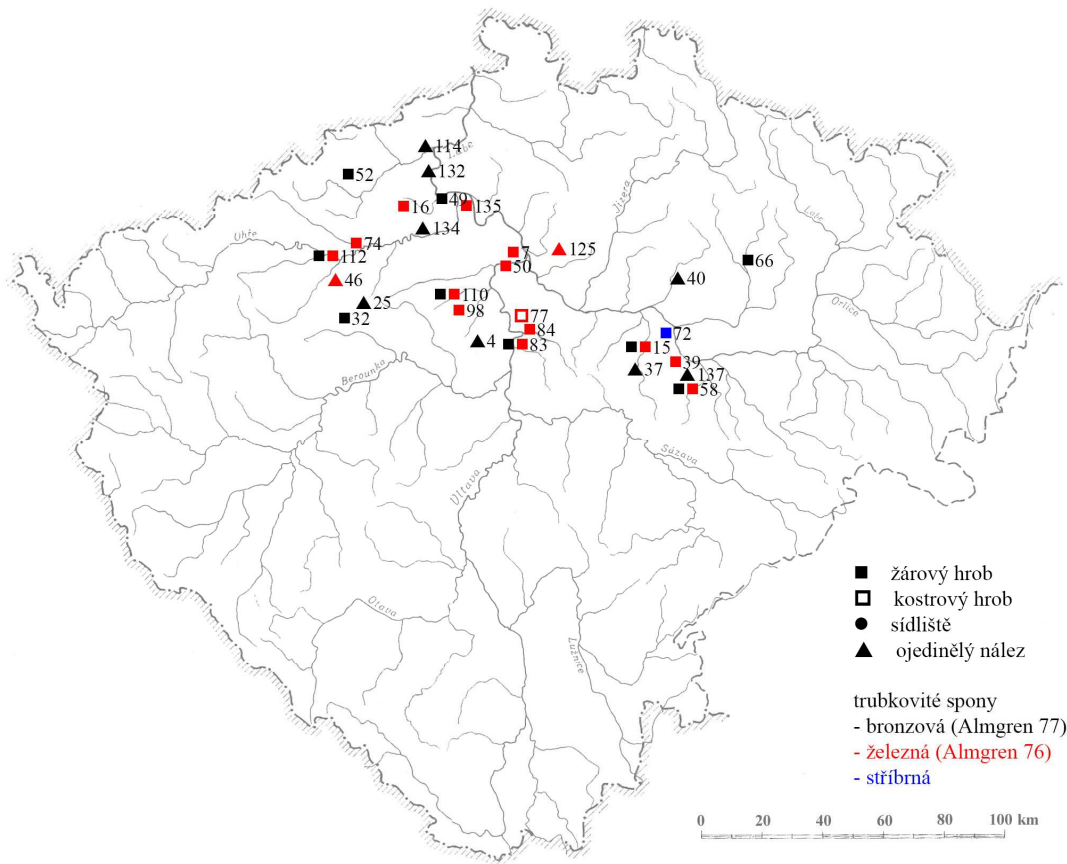 114
Labe
132
52
49
16
135
Jizera
Labe
134
Uhře
74
7
125
112
50
66
46
40
25
110
Orlice
32
98
77
72
84
4
83
15
39
Berounka
37
137
58
Sázava
Vltava
Otava
Lužnice
žárový hrob
kostrový hrob
sídliště
ojedinělý nález
trubkovité spony
- bronzová (Almgren 77)
- železná (Almgren 76)
- stříbrná
0 20 40 60 80 100 km